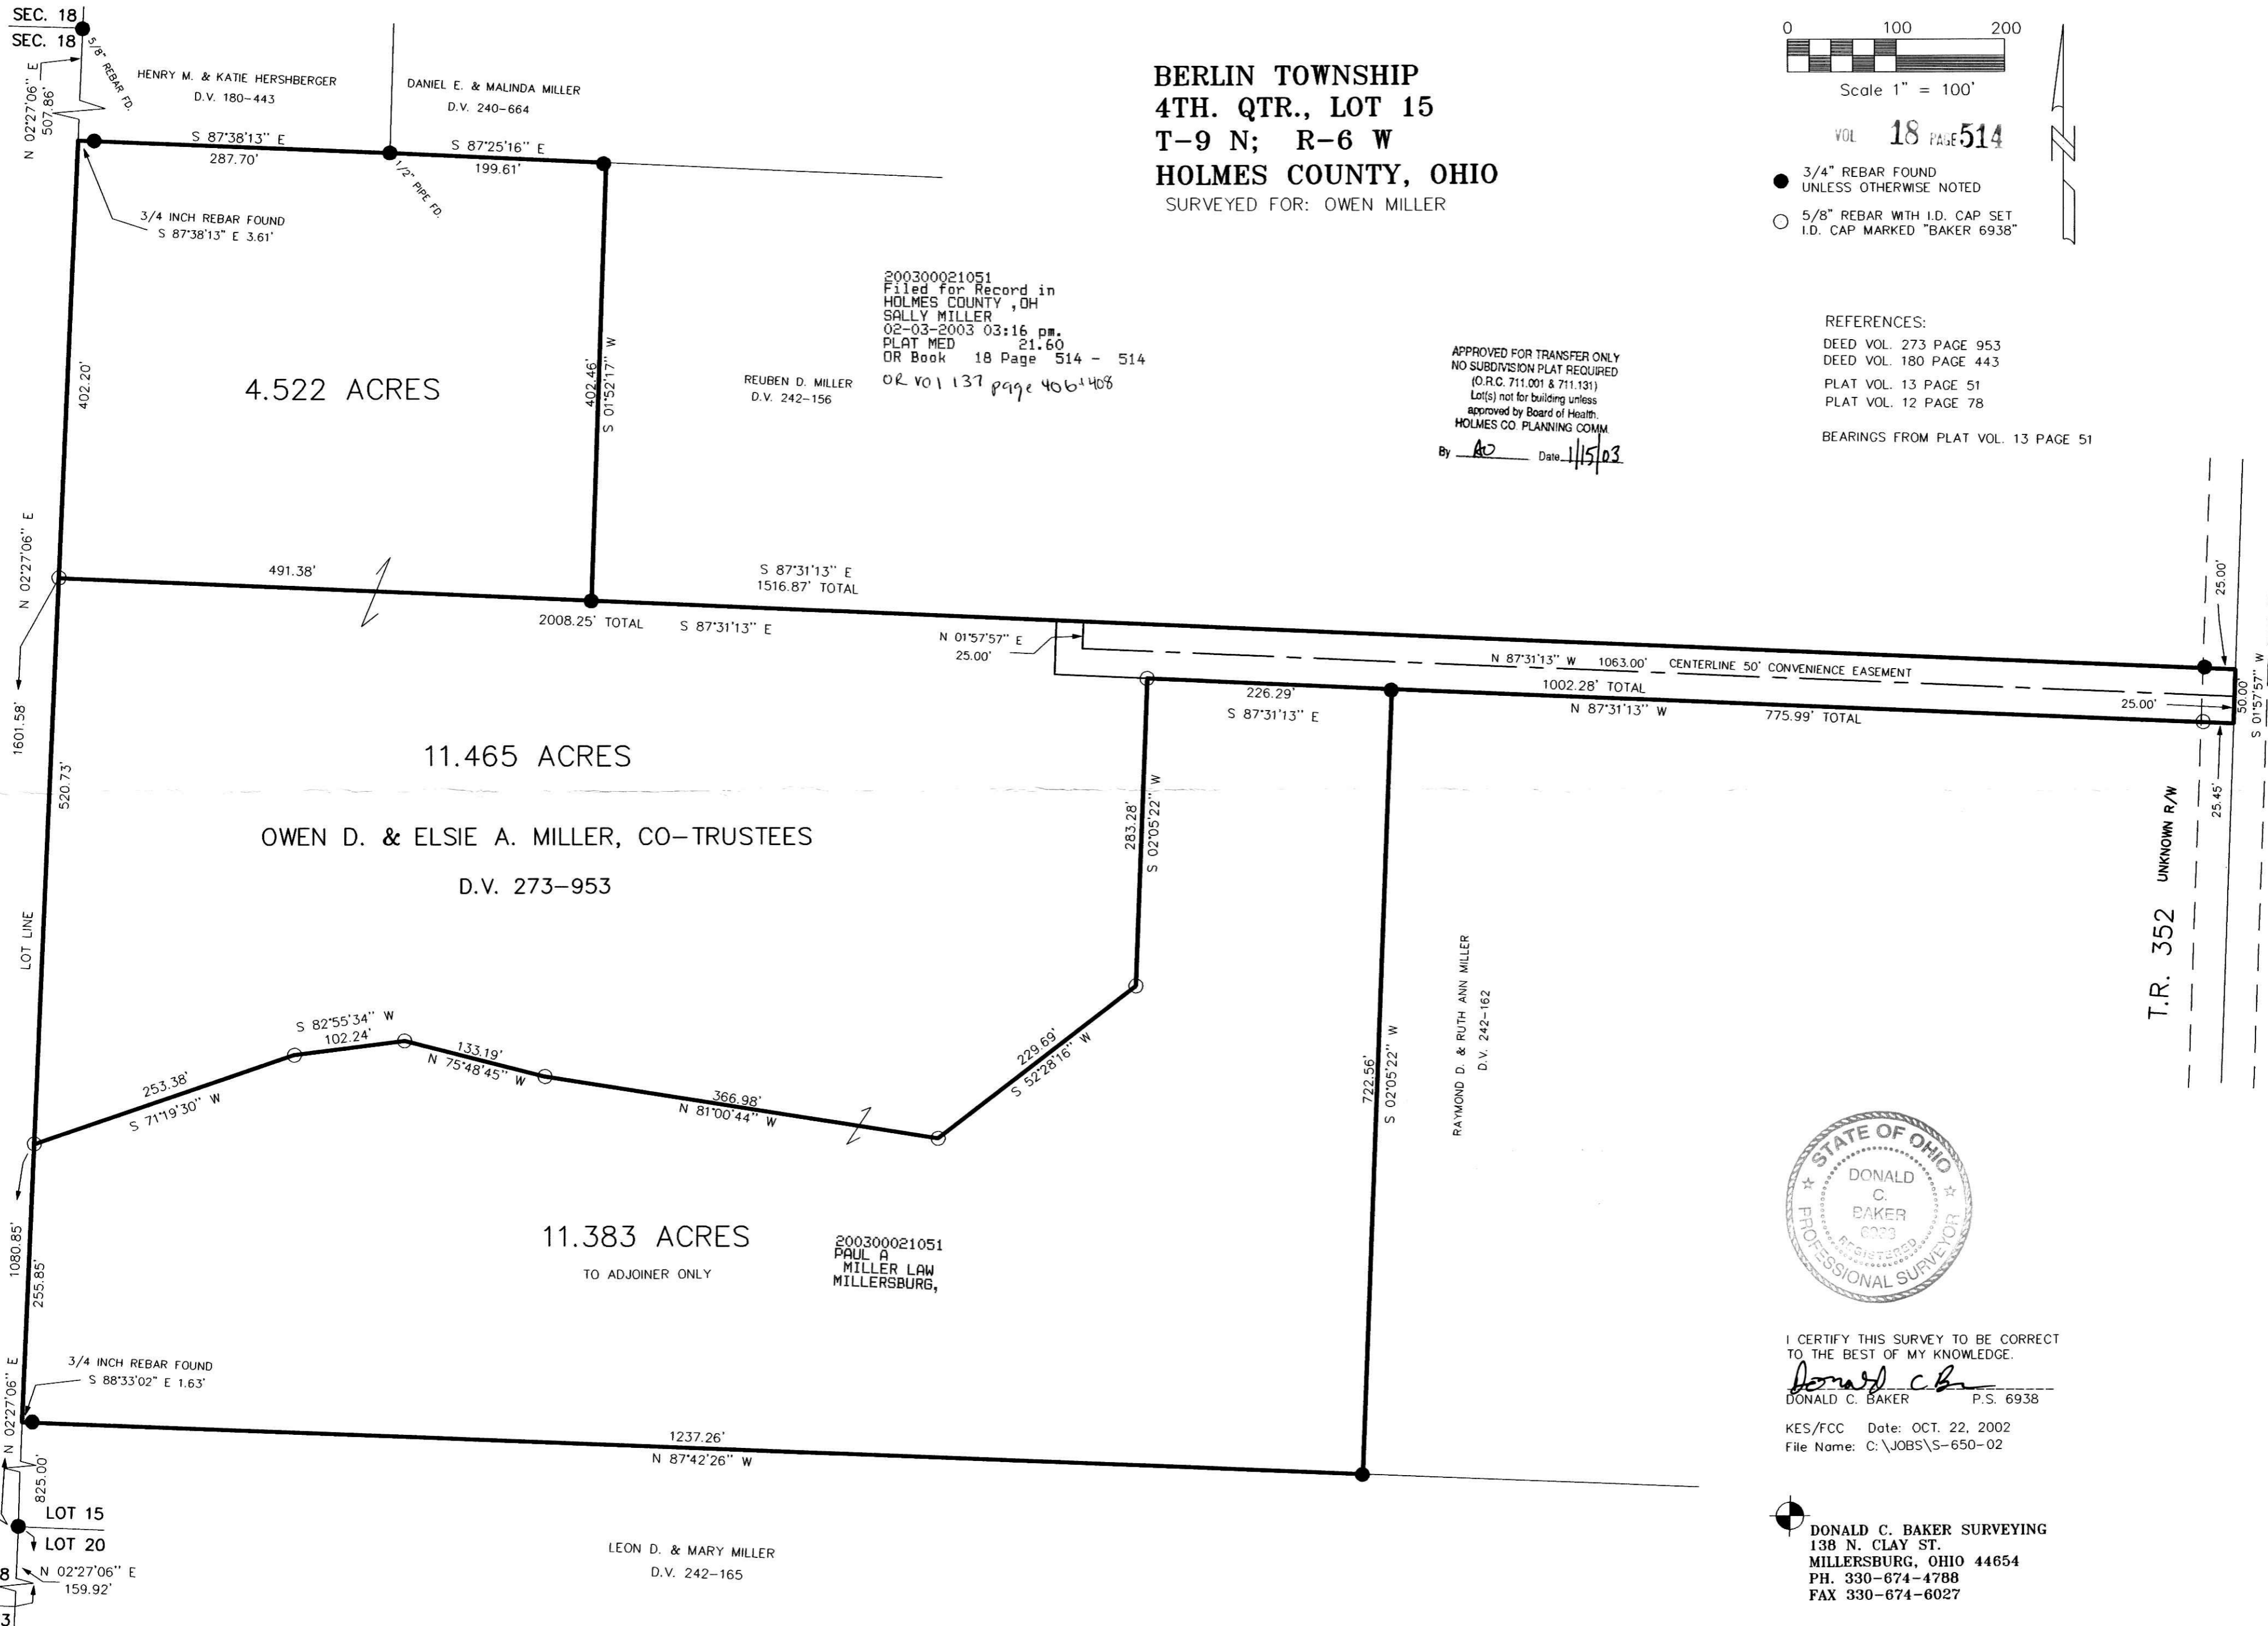 SEC. 18
SEC. 18
N 02°27'06" E
507.86'
5/8" REBAR FD.
HENRY M. & KATIE HERSHBERGER
D.V. 180-443
DANIEL E. & MALINDA MILLER
D.V. 240-664
S 87°38'13" E
287.70'
S 87°25'16" E
199.61'
1/2" PIPE FD.
3/4 INCH REBAR FOUND
S 87°38'13" E 3.61'
BERLIN TOWNSHIP
4TH. QTR., LOT 15
T-9 N; R-6 W
HOLMES COUNTY, OHIO
SURVEYED FOR: OWEN MILLER
0 100 200
Scale 1" = 100'
VOL 18 PAGE 514
N
3/4" REBAR FOUND
UNLESS OTHERWISE NOTED
5/8" REBAR WITH I.D. CAP SET
I.D. CAP MARKED "BAKER 6938"
200300021051
Filed for Record in
HOLMES COUNTY ,OH
SALLY MILLER
02-03-2003 03:16 pm.
PLAT MED 21.60
OR Book 18 Page 514 - 514
OR Vol 137 page 406+408
APPROVED FOR TRANSFER ONLY
NO SUBDIVISION PLAT REQUIRED
(O.R.C. 711.001 & 711.131)
Lot(s) not for building unless
approved by Board of Health.
HOLMES CO. PLANNING COMM.
By AO Date 1/15/03
REFERENCES:
DEED VOL. 273 PAGE 953
DEED VOL. 180 PAGE 443
PLAT VOL. 13 PAGE 51
PLAT VOL. 12 PAGE 78
BEARINGS FROM PLAT VOL. 13 PAGE 51
402.20'
4.522 ACRES
402.46'
S 01°52'17" W
REUBEN D. MILLER
D.V. 242-156
N 02°27'06" E
491.38'
S 87°31'13" E
1516.87' TOTAL
2008.25' TOTAL S 87°31'13" E
N 01°57'57" E
25.00'
N 87°31'13" W 1063.00' CENTERLINE 50' CONVENIENCE EASEMENT
226.29'
S 87°31'13" E
1002.28' TOTAL
N 87°31'13" W
775.99' TOTAL
25.00'
25.00'
50.00'
S 01°57'57" W
25.45'
1601.58'
520.73'
11.465 ACRES
OWEN D. & ELSIE A. MILLER, CO-TRUSTEES
D.V. 273-953
283.28'
S 02°05'22" W
T.R. 352 UNKNOWN R/W
LOT LINE
S 82°55'34" W
102.24'
133.19'
N 75°48'45" W
253.38'
S 71°19'30" W
366.98'
N 81°00'44" W
229.69'
S 52°28'16" W
722.56'
S 02°05'22" W
RAYMOND D. & RUTH ANN MILLER
D.V. 242-162
1080.85'
255.85'
11.383 ACRES
TO ADJOINER ONLY
200300021051
PAUL A
MILLER LAW
MILLERSBURG,
STATE OF OHIO
DONALD
C.
BAKER
6938
REGISTERED
PROFESSIONAL SURVEYOR
I CERTIFY THIS SURVEY TO BE CORRECT
TO THE BEST OF MY KNOWLEDGE.
Donald C. B
DONALD C. BAKER P.S. 6938
KES/FCC Date: OCT. 22, 2002
File Name: C:\JOBS\S-650-02
3/4 INCH REBAR FOUND
S 88°33'02" E 1.63'
N 02°27'06" E
825.00'
1237.26'
N 87°42'26" W
LOT 15
LOT 20
8
N 02°27'06" E
159.92'
3
LEON D. & MARY MILLER
D.V. 242-165
DONALD C. BAKER SURVEYING
138 N. CLAY ST.
MILLERSBURG, OHIO 44654
PH. 330-674-4788
FAX 330-674-6027